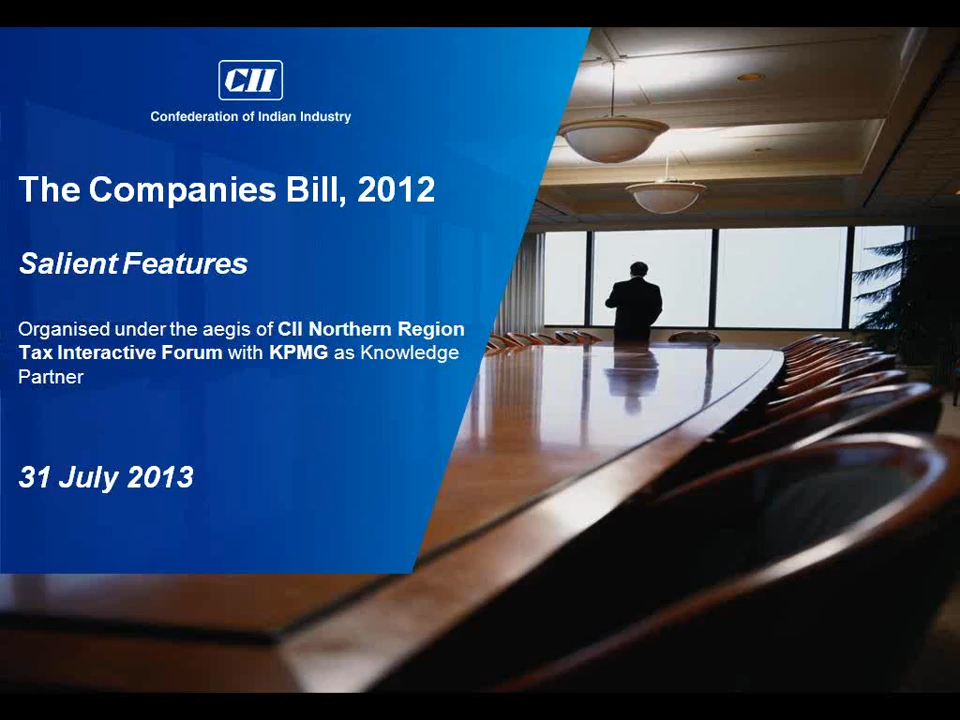 CII
Confederation of Indian Industry
The Companies Bill, 2012
Salient Features
Organised under the aegis of CII Northern Region
Tax Interactive Forum with KPMG as Knowledge
Partner
31 July 2013